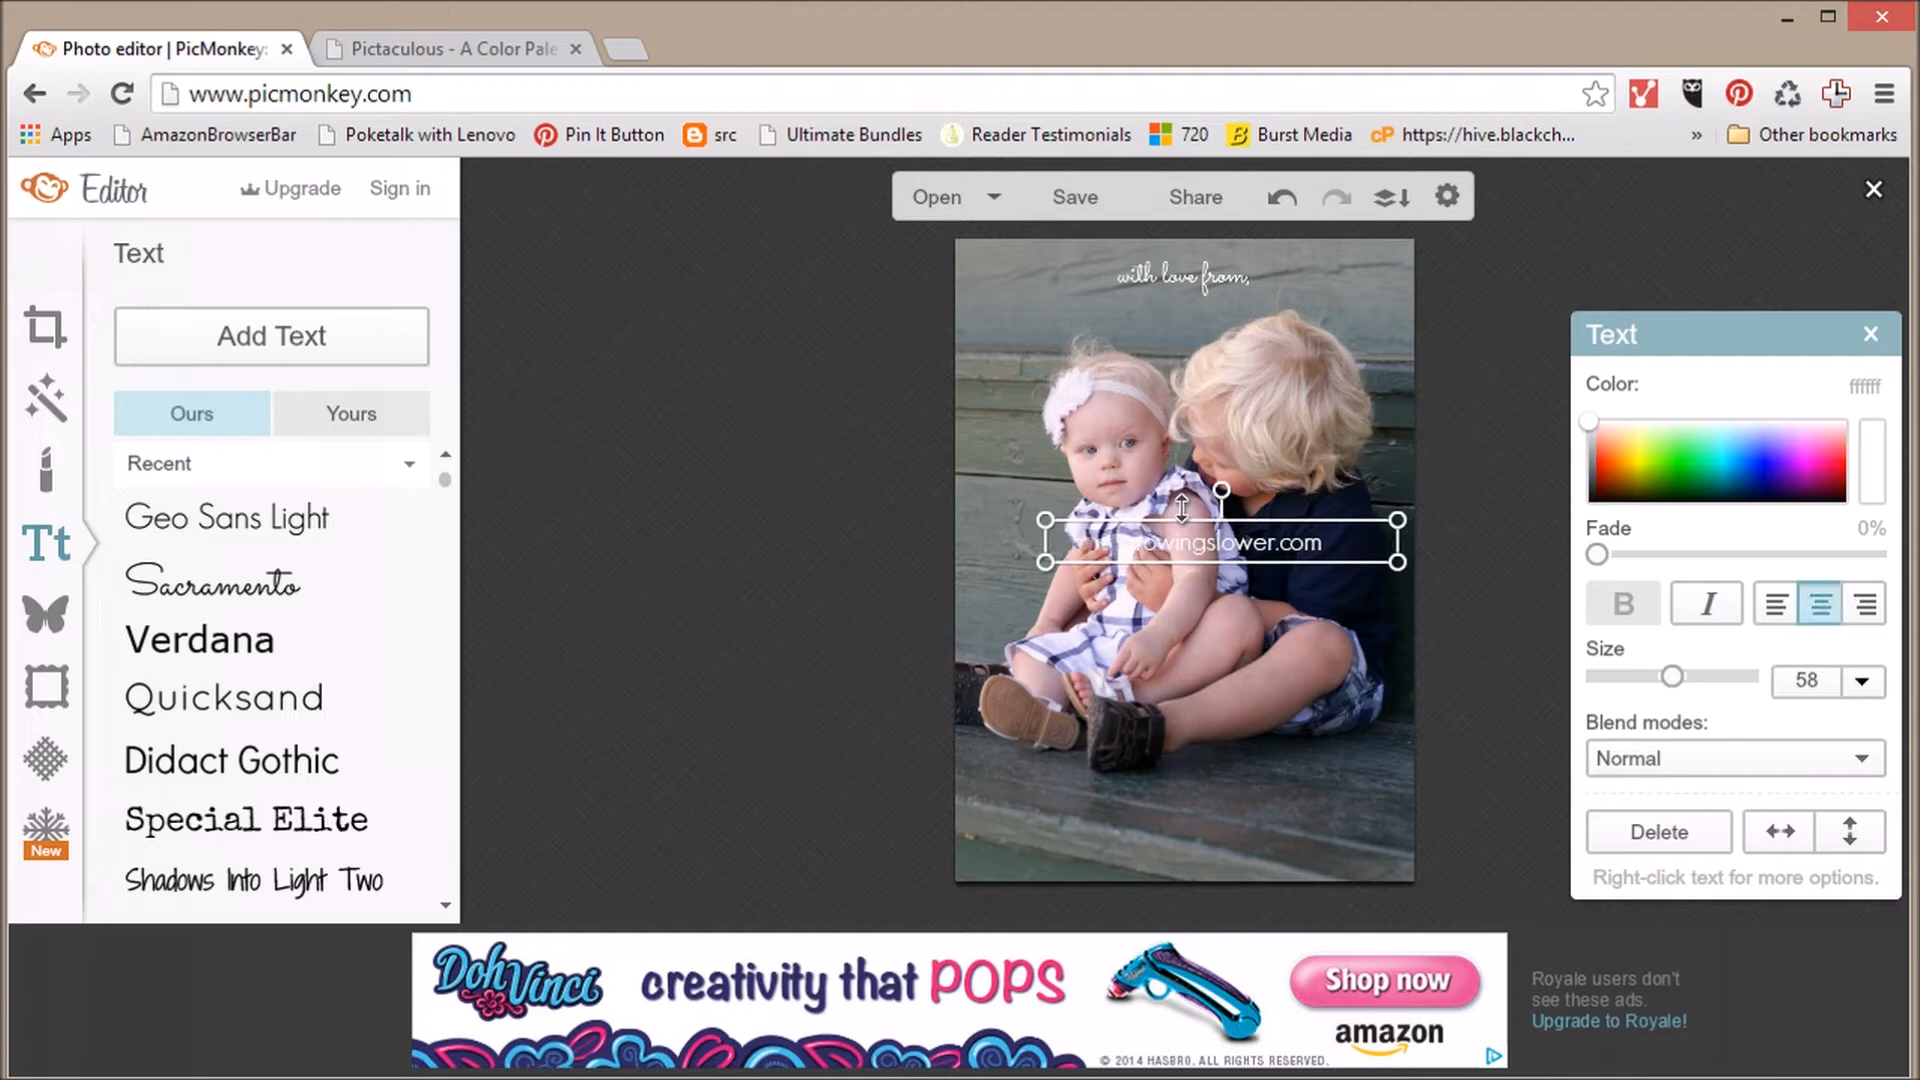 Photo editor | PicMonkey:
Pictaculous - A Color Pale
www.picmonkey.com
Apps
AmazonBrowserBar
Poketalk with Lenovo
Pin It Button
src
Ultimate Bundles
Reader Testimonials
720
Burst Media
cP
https://hive.blackch...
»
Other bookmarks
Editor
Upgrade
Sign in
Open
Save
Share
Text
Add Text
Ours
Yours
Recent
Geo Sans Light
Sacramento
Verdana
Quicksand
Didact Gothic
Special Elite
Shadows Into Light Two
Tt
New
with love from,
Text
Color:
ffffff
Fade
0%
B
I
Size
58
Blend modes:
Normal
Delete
Right-click text for more options.
DohVinci
creativity that POPS
Shop now
amazon
© 2014 HASBRO. ALL RIGHTS RESERVED.
Royale users don't
see these ads.
Upgrade to Royale!